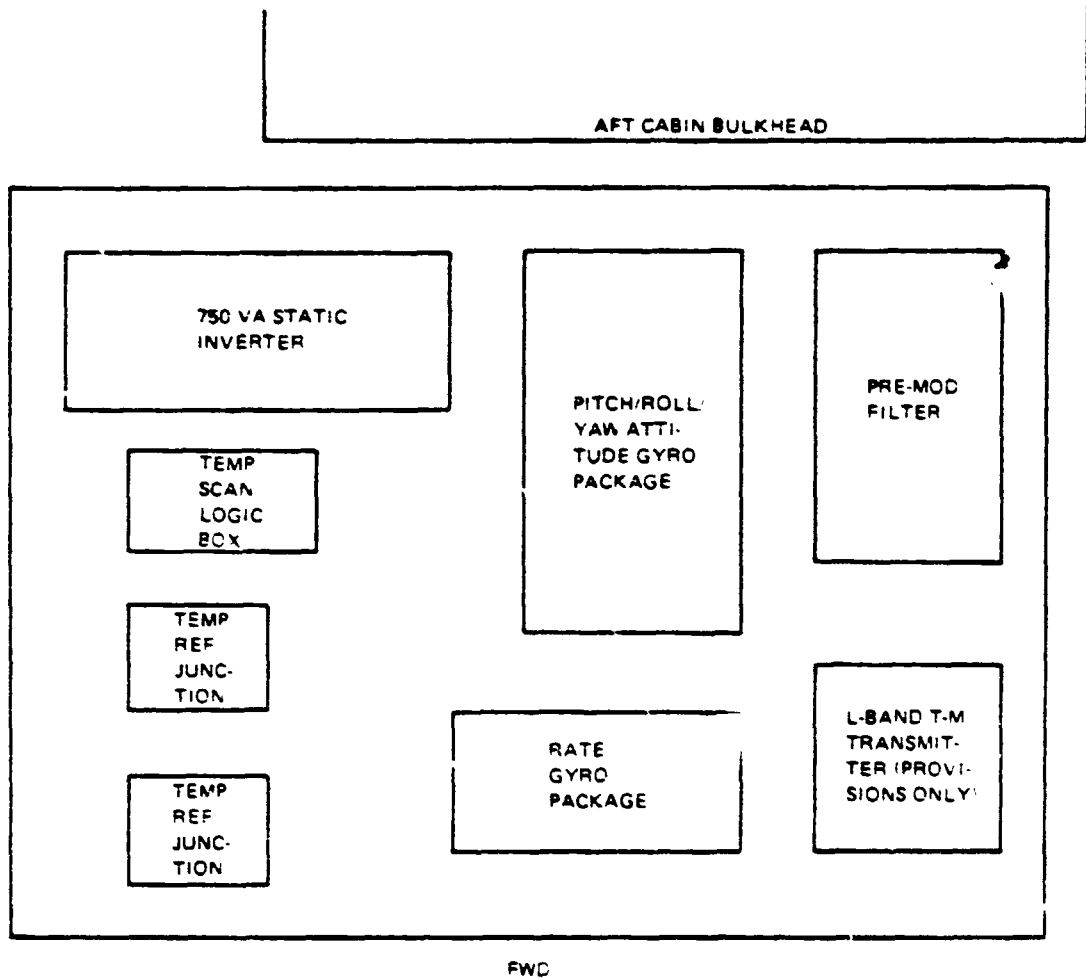 AFT CABIN BULKHEAD
750 VA STATIC
INVERTER
PITCH/ROLL/
YAW ATTI-
TUDE GYRO
PACKAGE
PRE-MOD
FILTER
TEMP
SCAN
LOGIC
BOX
TEMP
REF
JUNC-
TION
RATE
GYRO
PACKAGE
L-BAND T-M
TRANSMIT-
TER (PROVI-
SIONS ONLY)
TEMP
REF
JUNC-
TION
FWD